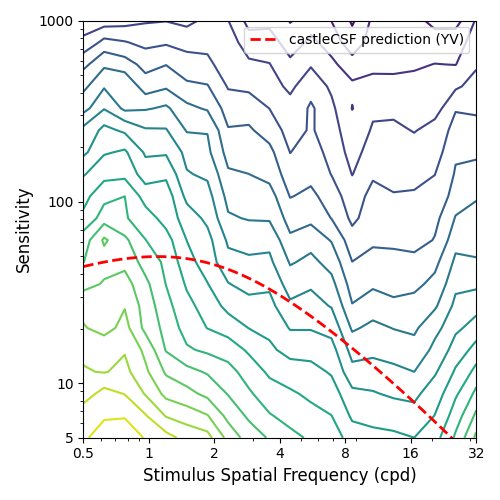 1000
castleCSF prediction (YV)
Sensitivity
100
10
5
0.5 1 2 4 8 16 32
Stimulus Spatial Frequency (cpd)